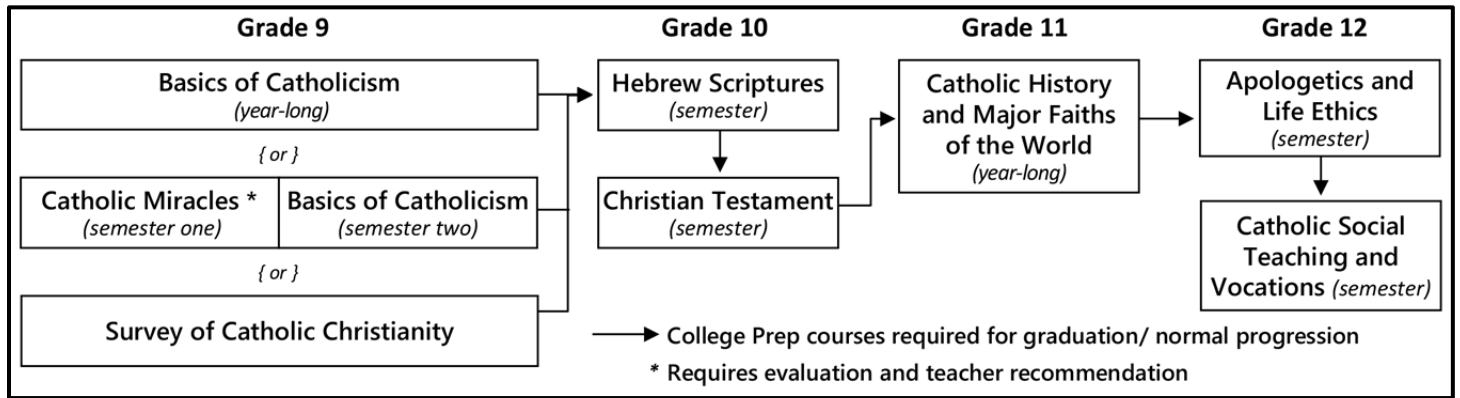 Grade 9
Basics of Catholicism
(year-long)
{ or }
Catholic Miracles *
(semester one)
Basics of Catholicism
(semester two)
{ or }
Survey of Catholic Christianity
Grade 10
Hebrew Scriptures
(semester)
Christian Testament
(semester)
Grade 11
Catholic History
and Major Faiths
of the World
(year-long)
Grade 12
Apologetics and
Life Ethics
(semester)
Catholic Social
Teaching and
Vocations (semester)
College Prep courses required for graduation/ normal progression
* Requires evaluation and teacher recommendation